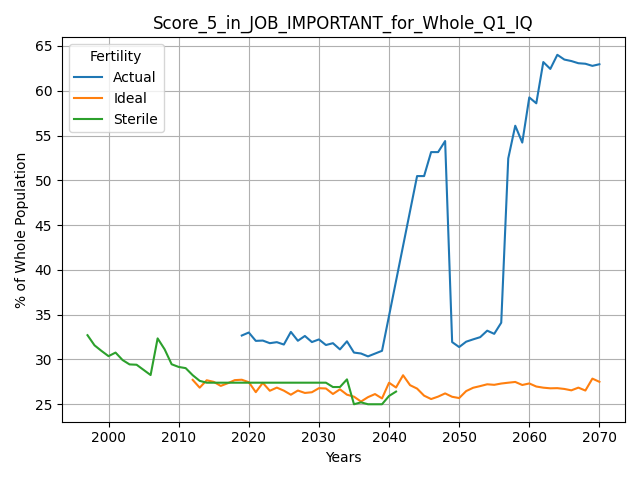 Score_5_in_JOB_IMPORTANT_for_Whole_Q1_IQ
Fertility
Actual
Ideal
Sterile
% of Whole Population
65
60
55
50
45
40
35
30
25
2000
2010
2020
2030
2040
2050
2060
2070
Years